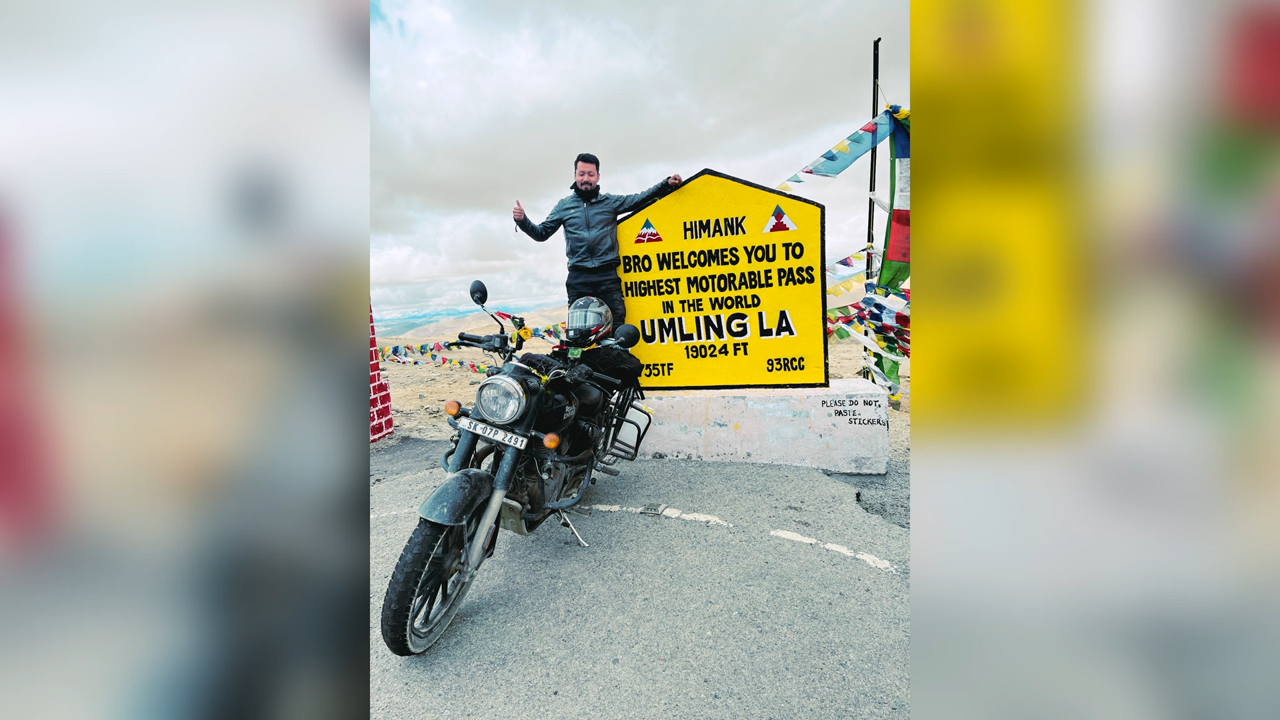 HIMANK
BRO WELCOMES YOU TO
HIGHEST MOTORABLE PASS
IN THE WORLD
UMLING LA
19024 FT
755TF 93RCC
PLEASE DO NOT.
PASTE.
STICKERS
SK 07P 2491